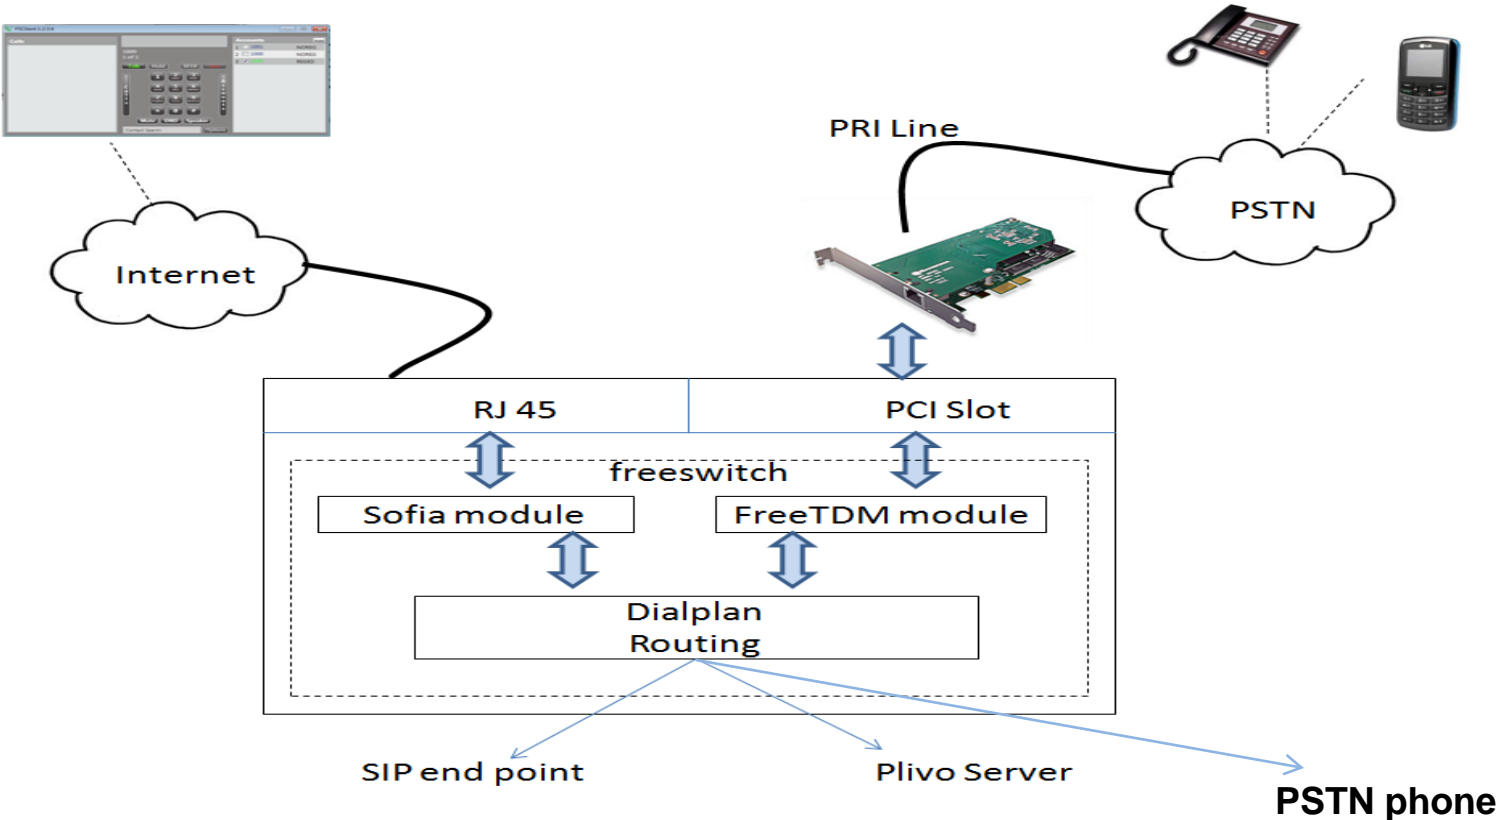 PRI Line
PSTN
Internet
RJ 45
PCI Slot
freeswitch
Sofia module
FreeTDM module
Dialplan
Routing
SIP end point
Plivo Server
PSTN phone